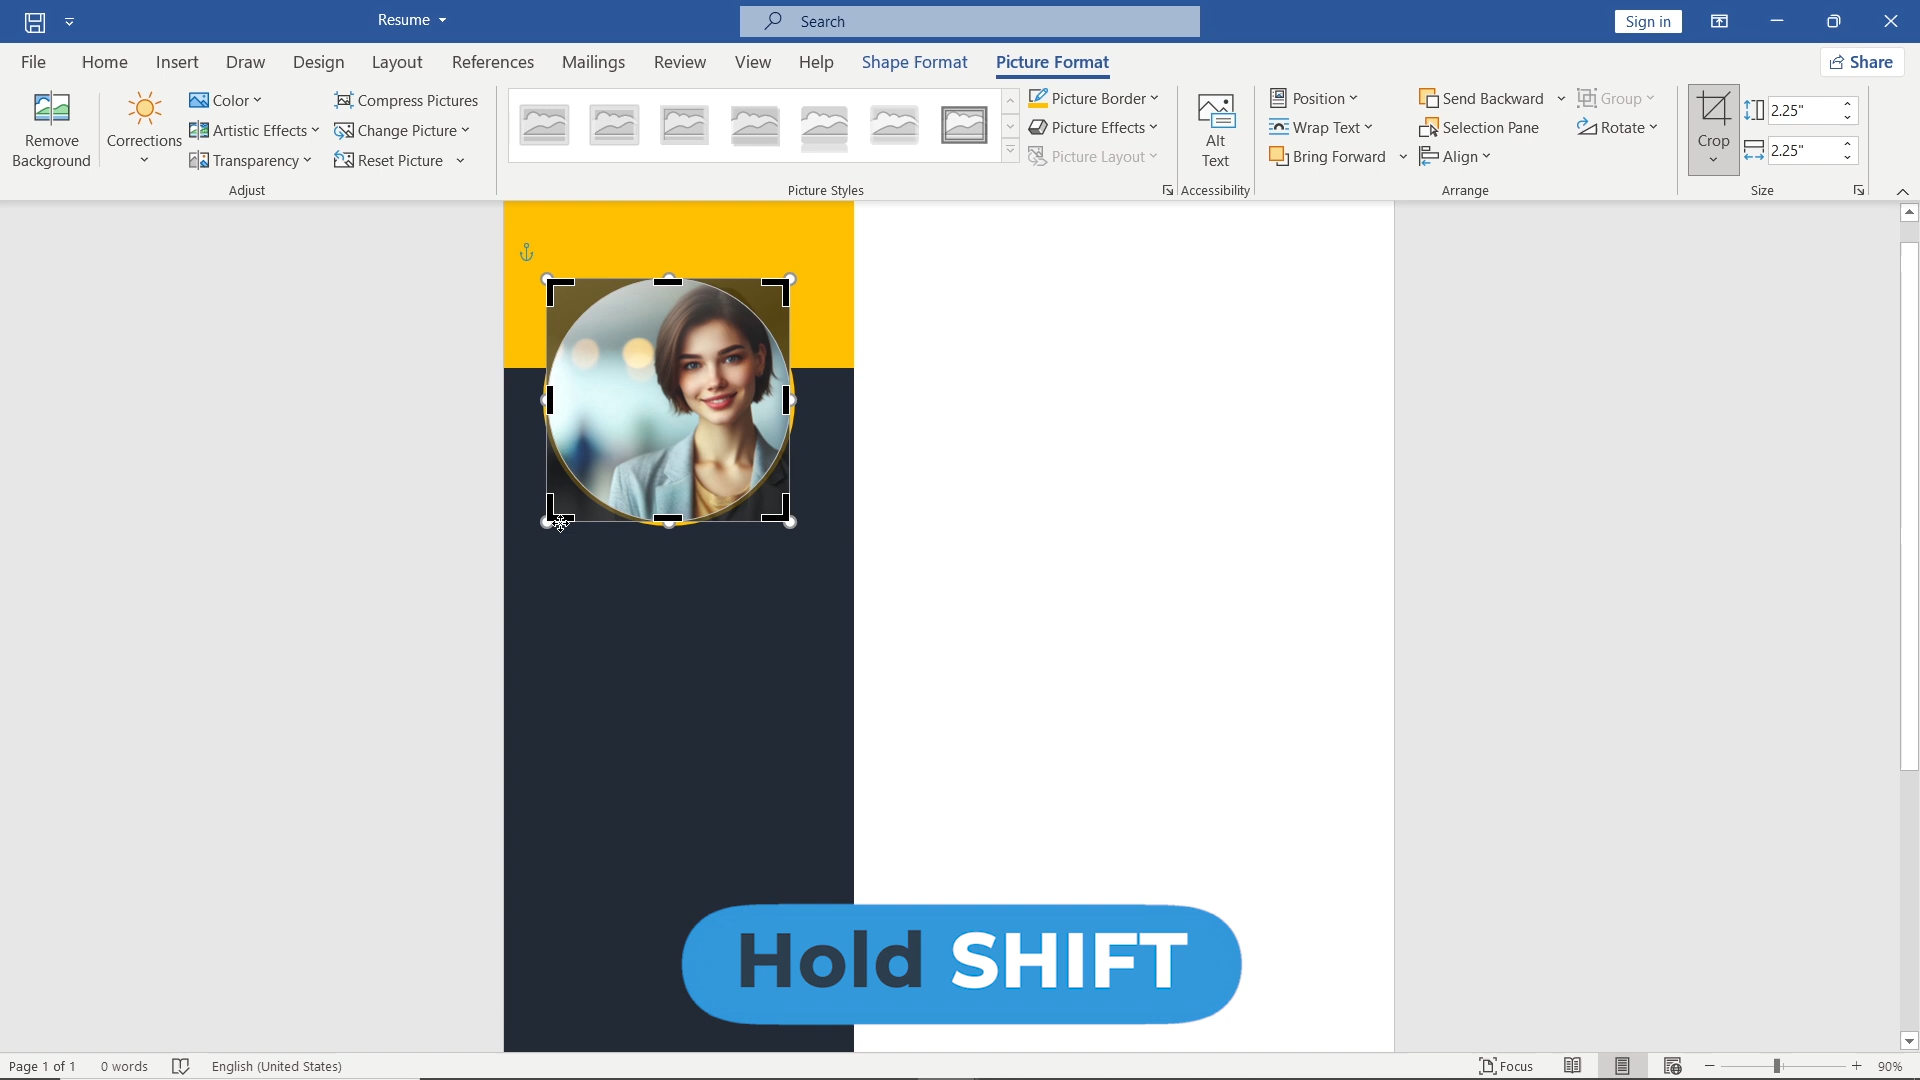 Resume
Search
Sign in
File Home Insert Draw Design Layout References Mailings Review View Help Shape Format Picture Format
Share
Remove Background
Corrections
Color
Artistic Effects
Transparency
Compress Pictures
Change Picture
Reset Picture
Adjust
Picture Styles
Picture Border
Picture Effects
Picture Layout
Alt Text
Accessibility
Position
Wrap Text
Bring Forward
Send Backward
Selection Pane
Align
Group
Rotate
Arrange
Crop
2.25"
2.25"
Size
Hold SHIFT
Page 1 of 1 0 words English (United States)
Focus
90%